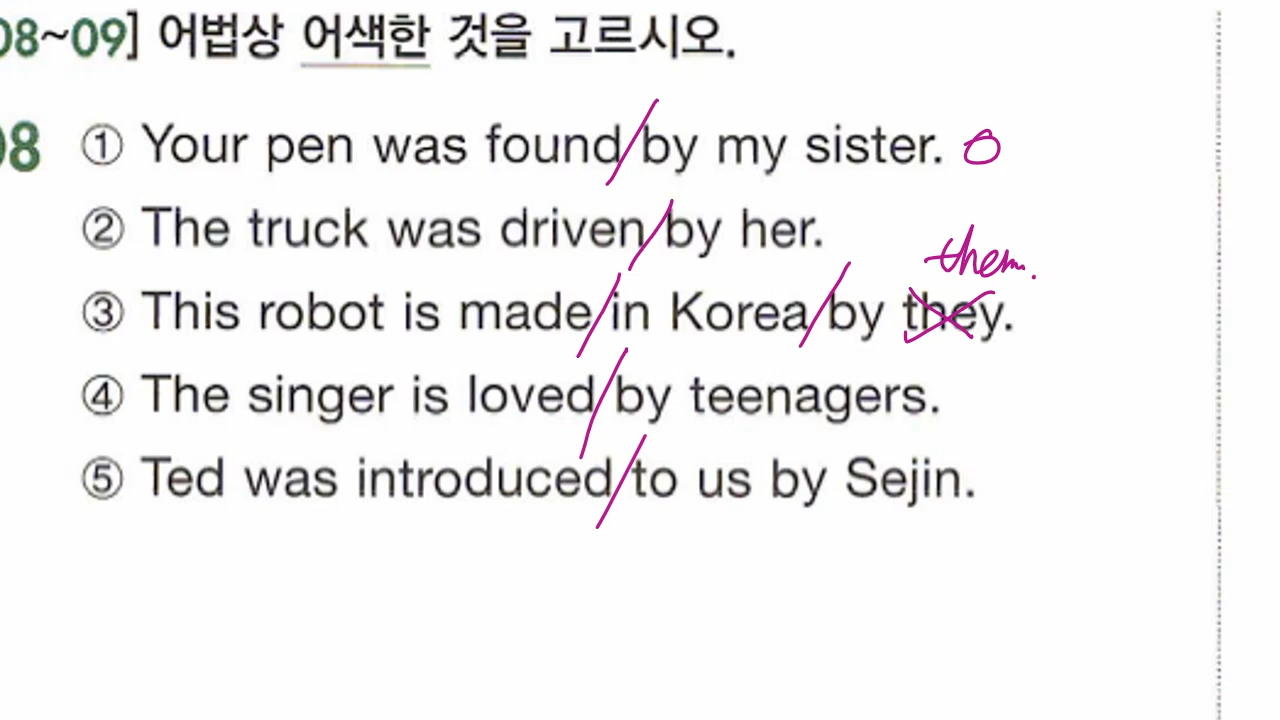 08~09] 어법상 어색한 것을 고르시오.
08 ① Your pen was found by my sister. O
② The truck was driven by her.
them.
③ This robot is made in Korea by they.
④ The singer is loved by teenagers.
⑤ Ted was introduced to us by Sejin.